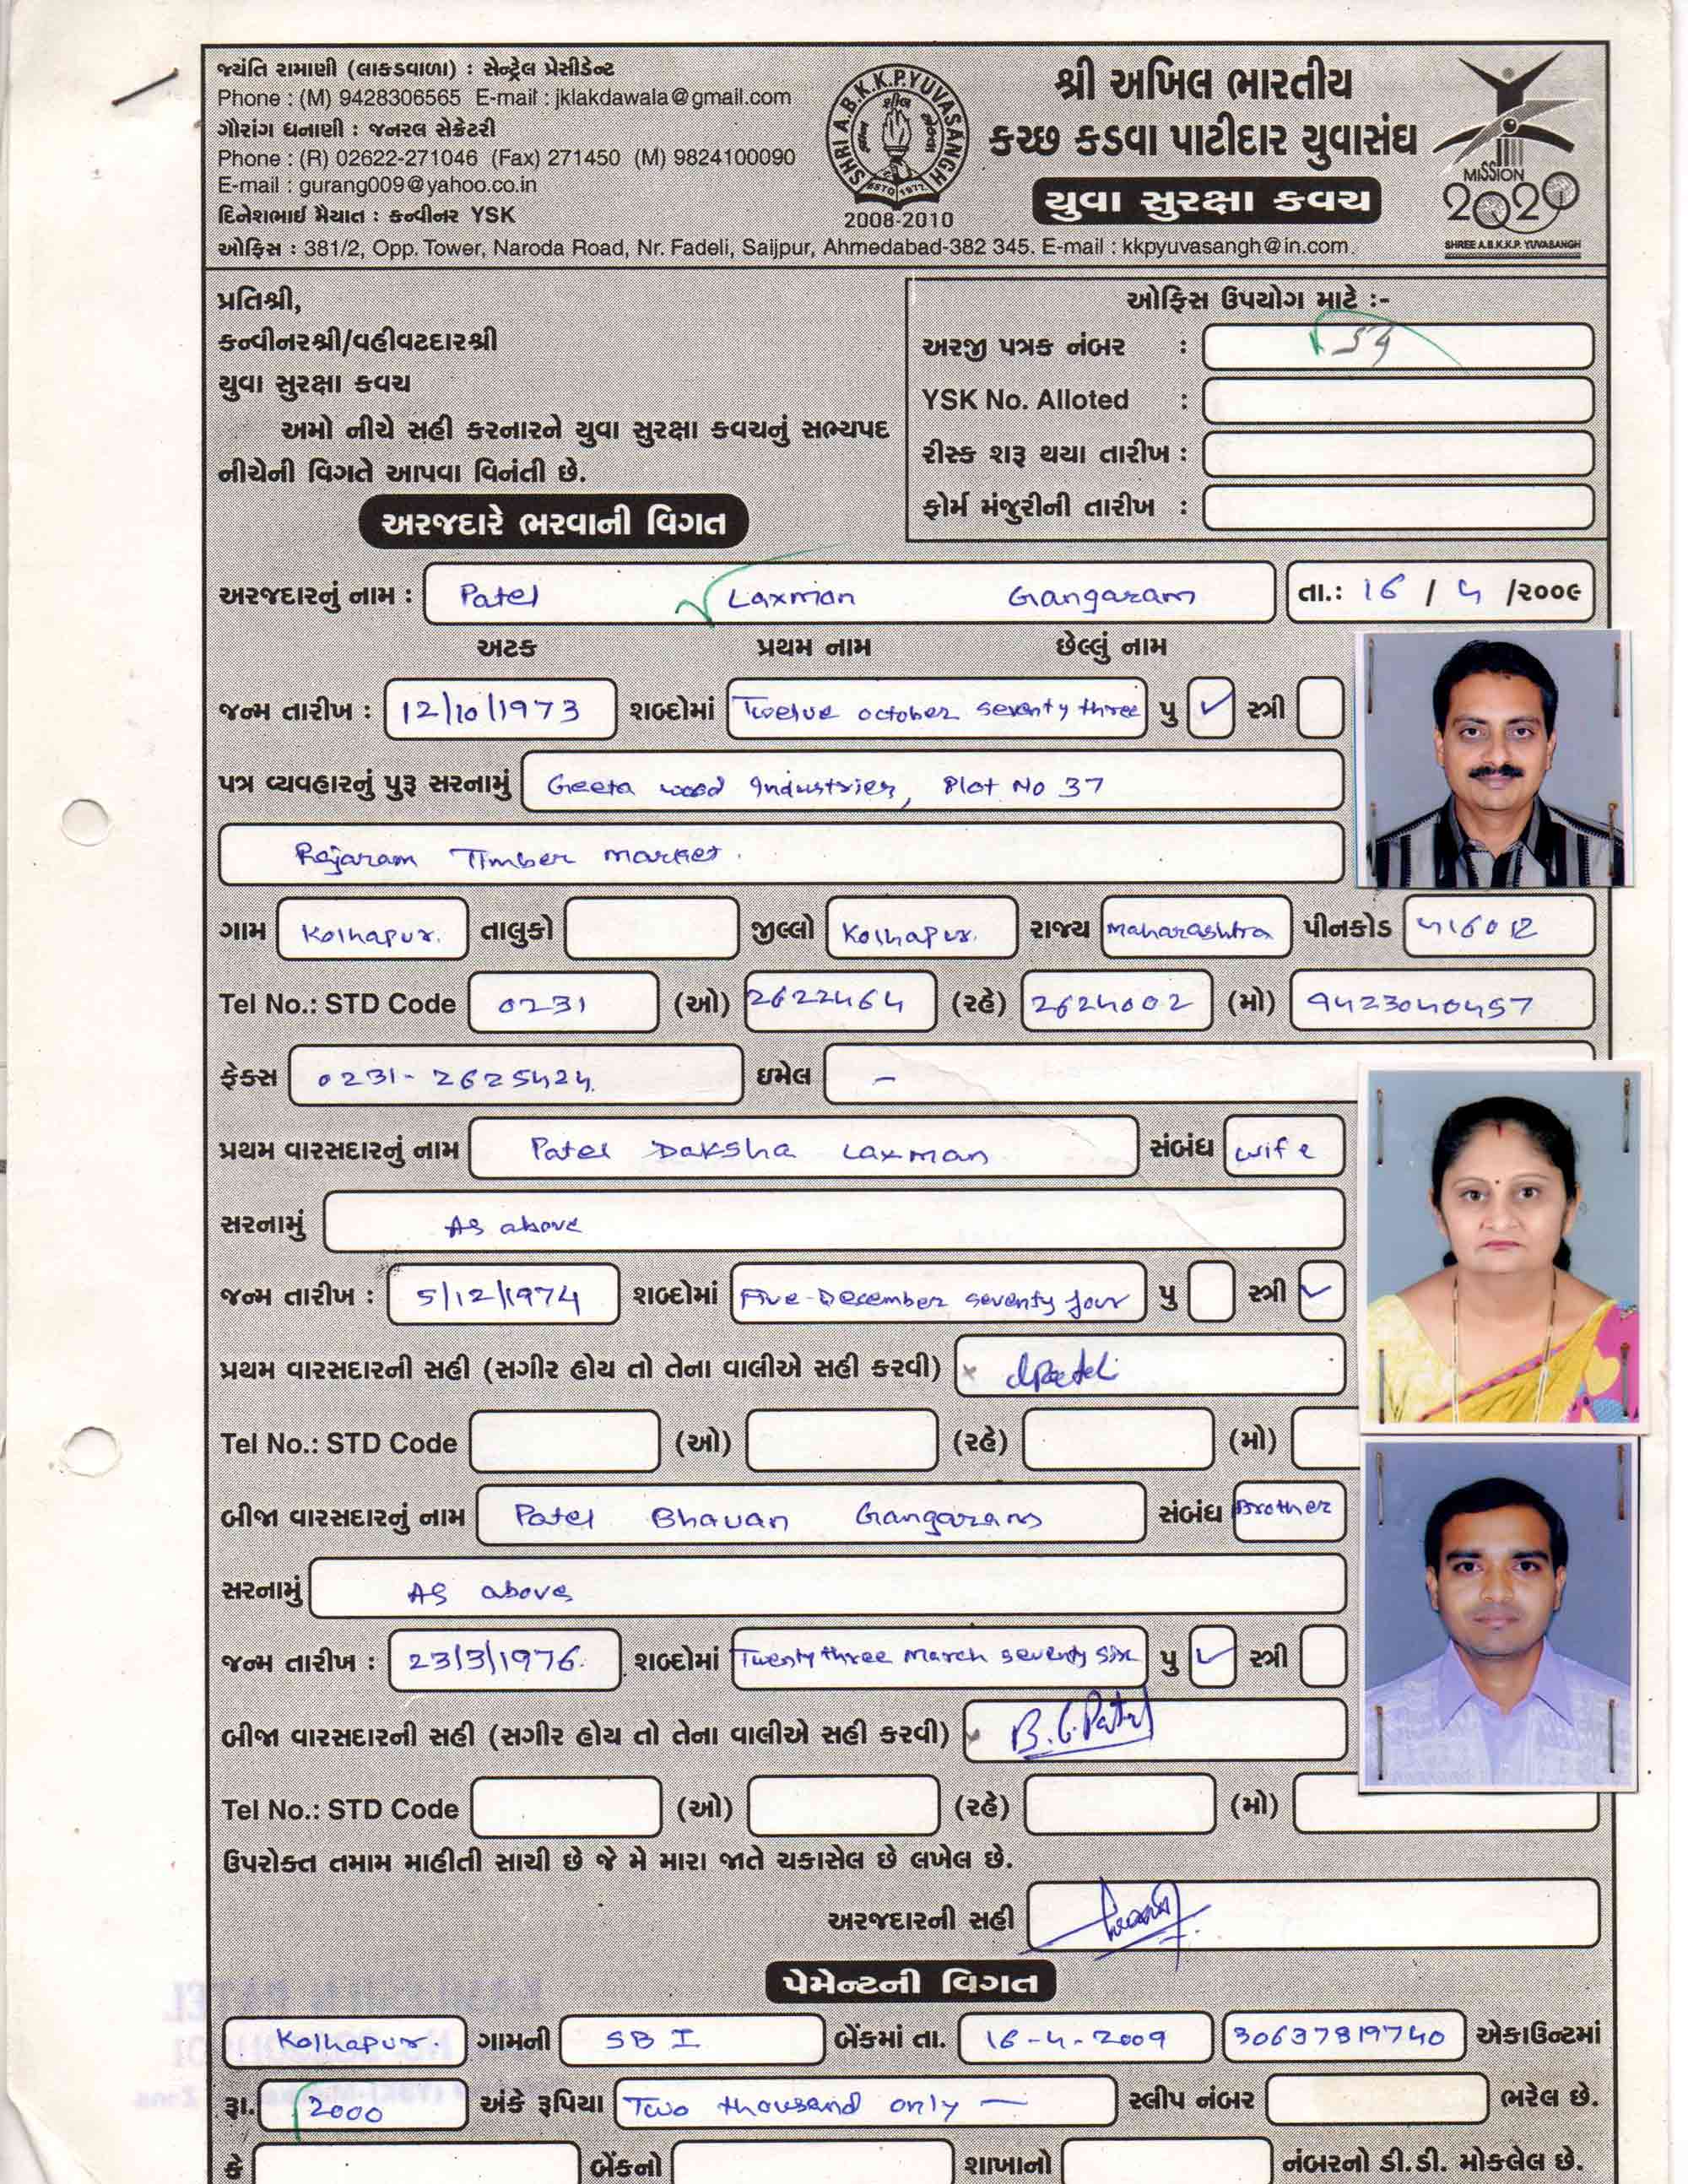 જયંતિ રામાણી (લાકડવાળા) : સેન્ટ્રેલ પ્રેસીડેન્ટ
Phone : (M) 9428306565 E-mail : jklakdawala@gmail.com
ગૌરાંગ ધનાણી : જનરલ સેક્રેટરી
Phone : (R) 02622-271046 (Fax) 271450 (M) 9824100090
E-mail : gurang009@yahoo.co.in
દિનેશભાઈ મૈયાત : કન્વીનર YSK
SHRI A.B.K.K.P. YUVASANGH
ESTD 1977
2008-2010
શ્રી અખિલ ભારતીય
કચ્છ કડવા પાટીદાર યુવાસંઘ
યુવા સુરક્ષા કવચ
MISSION
2020
SHREE A.B.K.K.P. YUVASANGH
ઓફિસ : 381/2, Opp. Tower, Naroda Road, Nr. Fadeli, Saijpur, Ahmedabad-382 345. E-mail : kkpyuvasangh@in.com.
પ્રતિશ્રી,
કન્વીનરશ્રી/વહીવટદારશ્રી
યુવા સુરક્ષા કવચ
અમો નીચે સહી કરનારને યુવા સુરક્ષા કવચનું સભ્યપદ
નીચેની વિગતે આપવા વિનંતી છે.
ઓફિસ ઉપયોગ માટે :-
અરજી પત્રક નંબર :
YSK No. Alloted :
રીસ્ક શરૂ થયા તારીખ :
ફોર્મ મંજુરીની તારીખ :
અરજદારે ભરવાની વિગત
અરજદારનું નામ : Patel Laxman Gangaram તા.: 16 / 4 /૨૦૦૯
અટક પ્રથમ નામ છેલ્લું નામ
જન્મ તારીખ : 12/10/1973 શબ્દોમાં Twelve october seventy three પુ ✓ સ્ત્રી
પત્ર વ્યવહારનું પુરૂ સરનામું Geeta wood Industries, Plot No 37
Rajaram Timber market.
ગામ Kolhapur. તાલુકો જીલ્લો Kolhapur. રાજ્ય Maharashtra પીનકોડ 416012
Tel No.: STD Code 0231 (ઓ) 2622464 (રહે) 2624002 (મો) 9423040457
ફેક્સ 0231-2625424. ઇમેલ –
પ્રથમ વારસદારનું નામ Patel Daksha Laxman સંબંધ wife
સરનામું As above
જન્મ તારીખ : 5/12/1974 શબ્દોમાં Five-December seventy four પુ સ્ત્રી ✓
પ્રથમ વારસદારની સહી (સગીર હોય તો તેના વાલીએ સહી કરવી) x dpatel
Tel No.: STD Code (ઓ) (રહે) (મો)
બીજા વારસદારનું નામ Patel Bhavan Gangaram સંબંધ Brother
સરનામું As above
જન્મ તારીખ : 23/3/1976. શબ્દોમાં Twenty three March seventy six પુ ✓ સ્ત્રી
બીજા વારસદારની સહી (સગીર હોય તો તેના વાલીએ સહી કરવી) B.G.Patel
Tel No.: STD Code (ઓ) (રહે) (મો)
ઉપરોક્ત તમામ માહીતી સાચી છે જે મે મારા જાતે ચકાસેલ છે લખેલ છે.
અરજદારની સહી
પેમેન્ટની વિગત
Kolhapur. ગામની SBI બેંકમાં તા. 16-4-2009 30637819740 એકાઉન્ટમાં
રૂા. 2000 અંકે રૂપિયા Two thousand only — સ્લીપ નંબર ભરેલ છે.
કે બેંકનો શાખાનો નંબરનો ડી.ડી. મોકલેલ છે.